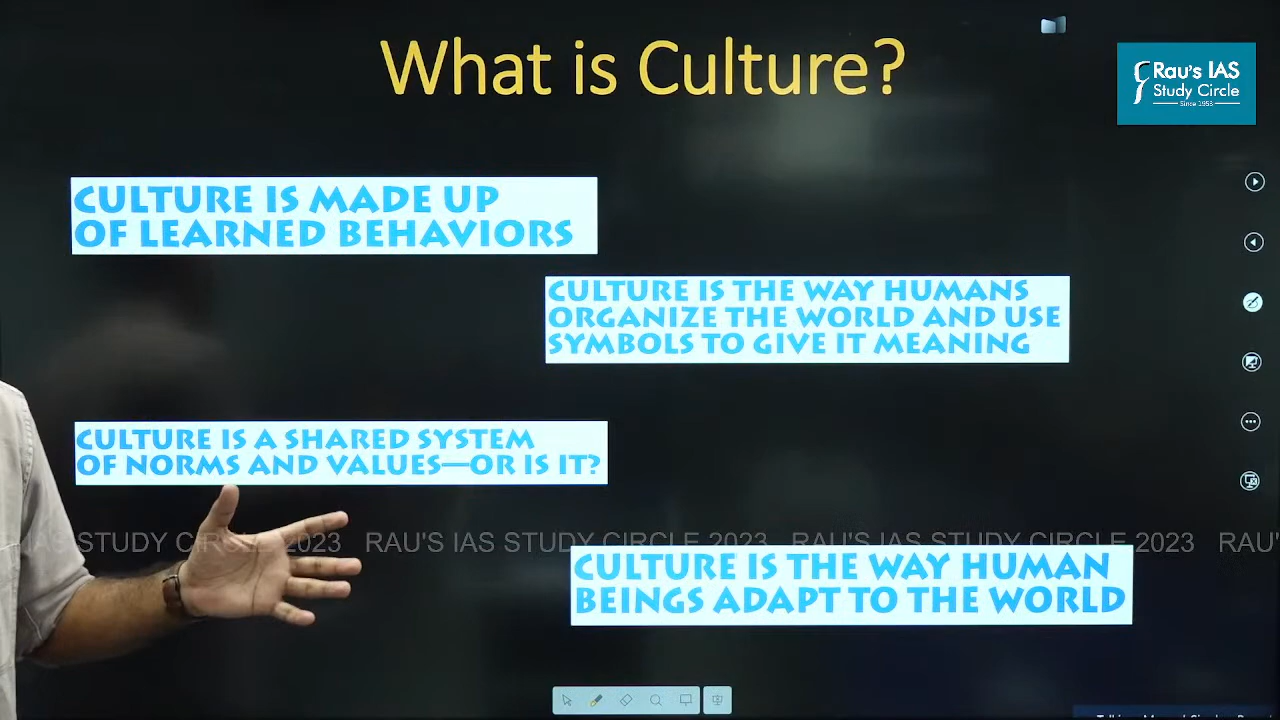 What is Culture?
Rau's IAS
Study Circle
Since 1953
CULTURE IS MADE UP
OF LEARNED BEHAVIORS
CULTURE IS THE WAY HUMANS
ORGANIZE THE WORLD AND USE
SYMBOLS TO GIVE IT MEANING
CULTURE IS A SHARED SYSTEM
OF NORMS AND VALUES—OR IS IT?
IAS STUDY CIRCLE 2023 RAU'S IAS STUDY CIRCLE 2023 RAU'S IAS STUDY CIRCLE 2023 RAU'
CULTURE IS THE WAY HUMAN
BEINGS ADAPT TO THE WORLD